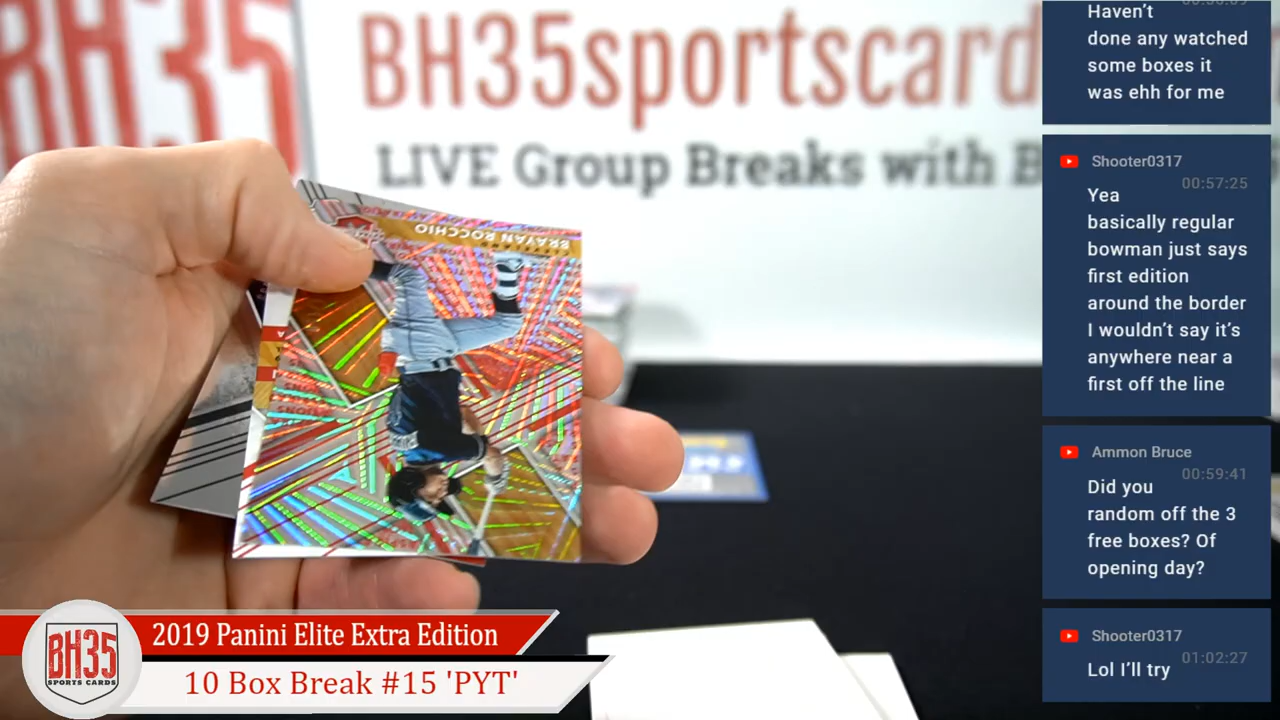 BH35
BH35sportscard
LIVE Group Breaks with B
BRAYAN ROCCHIO
CLEVELAND
Haven't
done any watched
some boxes it
was ehh for me
Shooter0317
00:57:25
Yea
basically regular
bowman just says
first edition
around the border
I wouldn't say it's
anywhere near a
first off the line
Ammon Bruce
00:59:41
Did you
random off the 3
free boxes? Of
opening day?
Shooter0317
01:02:27
Lol I'll try
BH35
SPORTS CARDS
2019 Panini Elite Extra Edition
10 Box Break #15 'PYT'